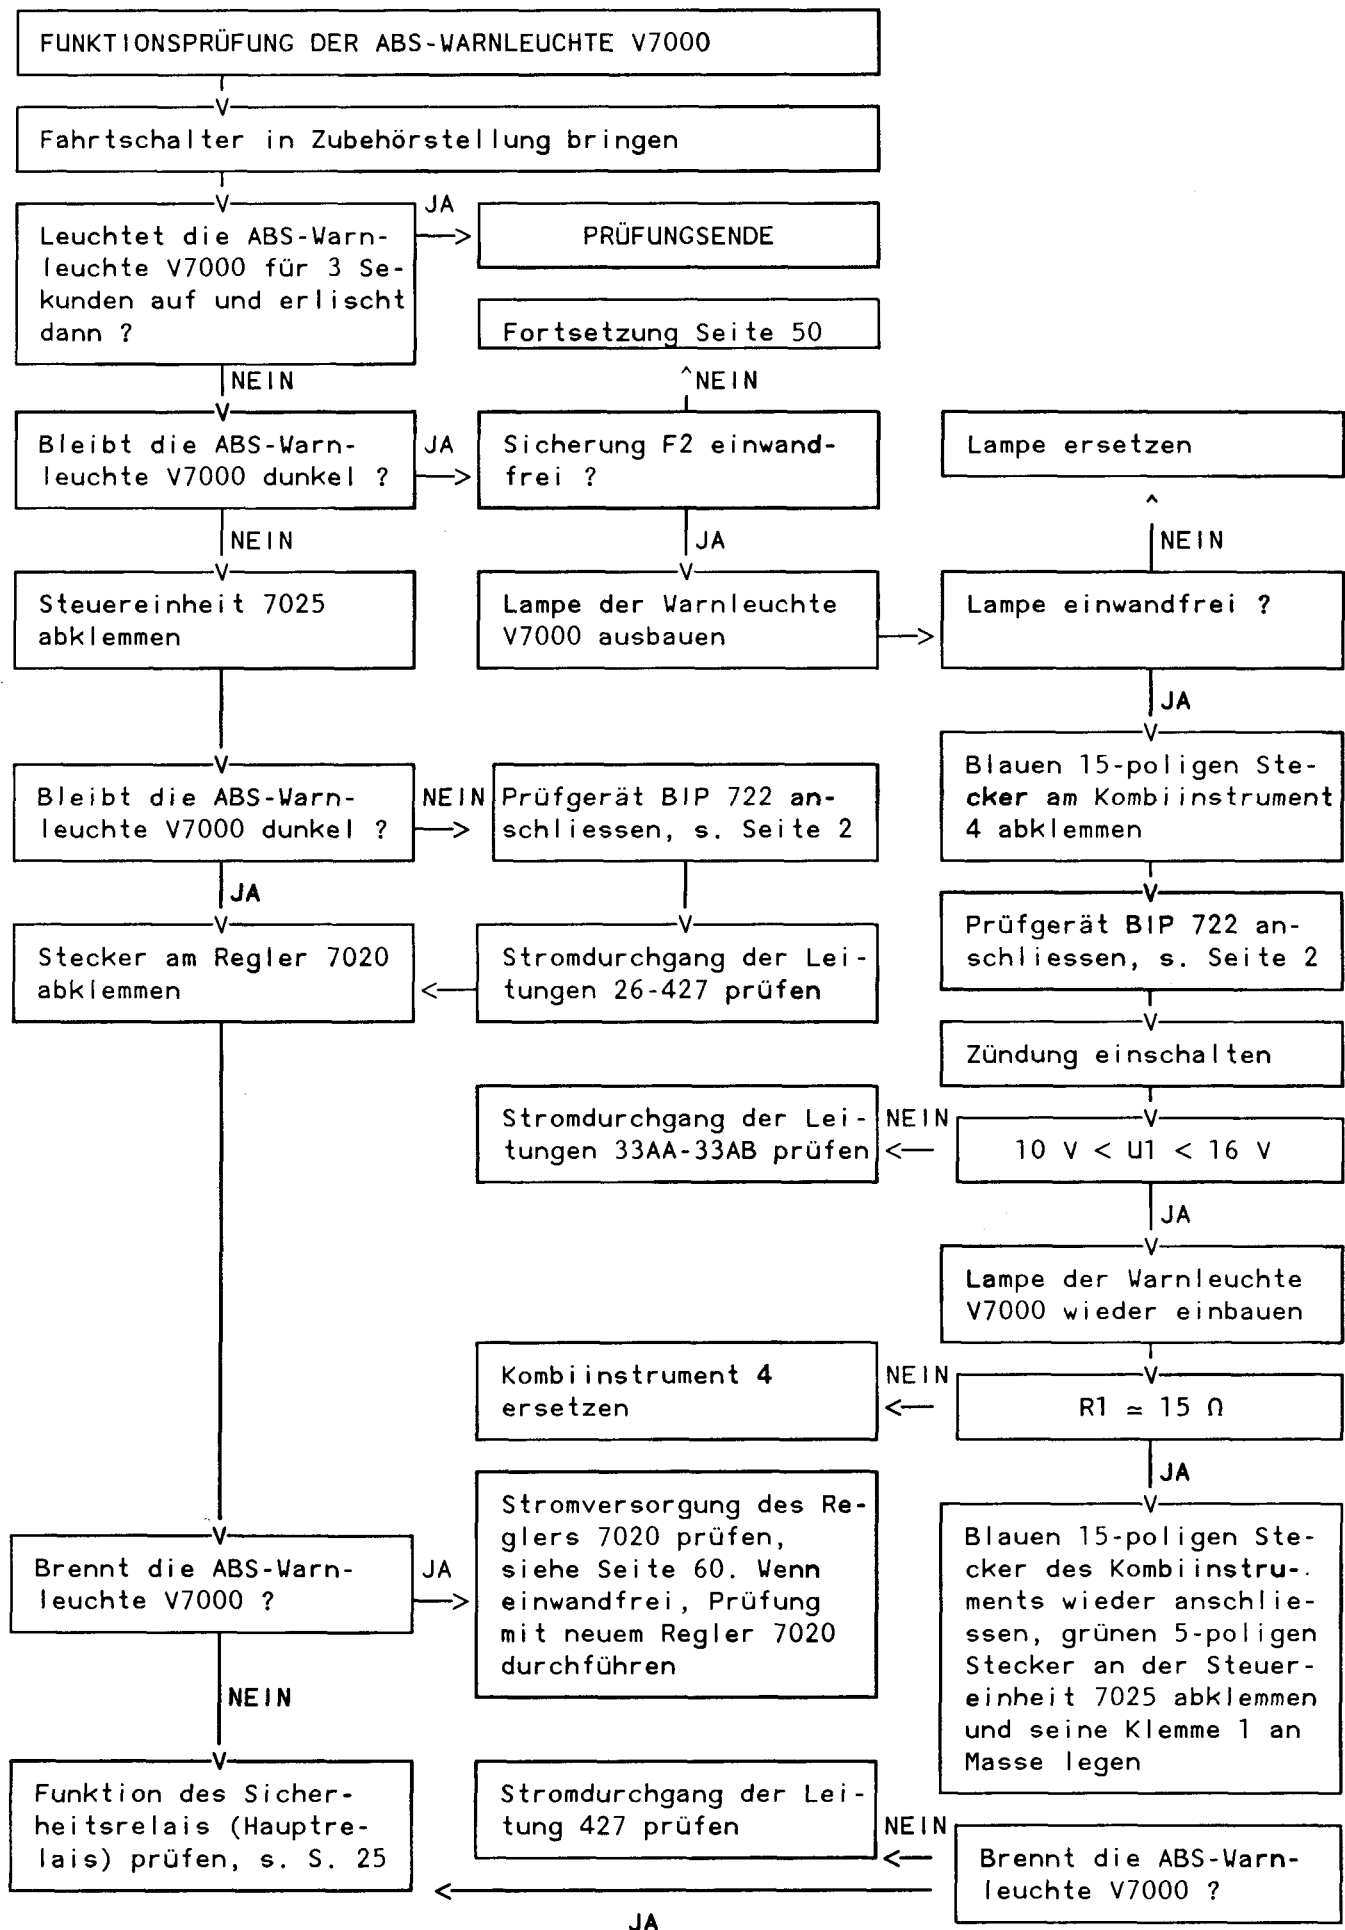 FUNKTIONSPRÜFUNG DER ABS-WARNLEUCHTE V7000
Fahrtschalter in Zubehörstellung bringen
Leuchtet die ABS-Warn-
leuchte V7000 für 3 Se-
kunden auf und erlischt
dann ?
JA
PRÜFUNGSENDE
Fortsetzung Seite 50
NEIN
NEIN
Bleibt die ABS-Warn-
leuchte V7000 dunkel ?
JA
Sicherung F2 einwand-
frei ?
Lampe ersetzen
NEIN
JA
NEIN
Steuereinheit 7025
abklemmen
Lampe der Warnleuchte
V7000 ausbauen
Lampe einwandfrei ?
JA
Bleibt die ABS-Warn-
leuchte V7000 dunkel ?
NEIN
Prüfgerät BIP 722 an-
schliessen, s. Seite 2
Blauen 15-poligen Ste-
cker am Kombiinstrument
4 abklemmen
JA
Stecker am Regler 7020
abklemmen
Stromdurchgang der Lei-
tungen 26-427 prüfen
Prüfgerät BIP 722 an-
schliessen, s. Seite 2
Zündung einschalten
Stromdurchgang der Lei-
tungen 33AA-33AB prüfen
NEIN
10 V < U1 < 16 V
JA
Lampe der Warnleuchte
V7000 wieder einbauen
Kombiinstrument 4
ersetzen
NEIN
R1 ≃ 15 Ω
JA
Brennt die ABS-Warn-
leuchte V7000 ?
JA
Stromversorgung des Re-
glers 7020 prüfen,
siehe Seite 60. Wenn
einwandfrei, Prüfung
mit neuem Regler 7020
durchführen
Blauen 15-poligen Ste-
cker des Kombiinstru-
ments wieder anschlie-
ssen, grünen 5-poligen
Stecker an der Steuer-
einheit 7025 abklemmen
und seine Klemme 1 an
Masse legen
NEIN
Funktion des Sicher-
heitsrelais (Hauptre-
lais) prüfen, s. S. 25
Stromdurchgang der Lei-
tung 427 prüfen
NEIN
Brennt die ABS-Warn-
leuchte V7000 ?
JA